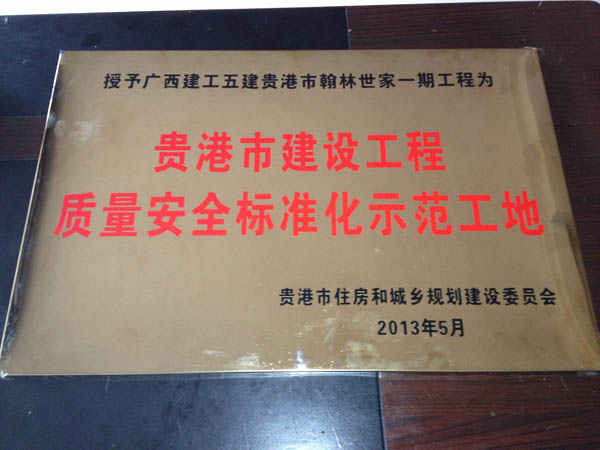 授予广西建工五建贵港市翰林世家一期工程为
贵港市建设工程
质量安全标准化示范工地
贵港市住房和城乡规划建设委员会
2013年5月